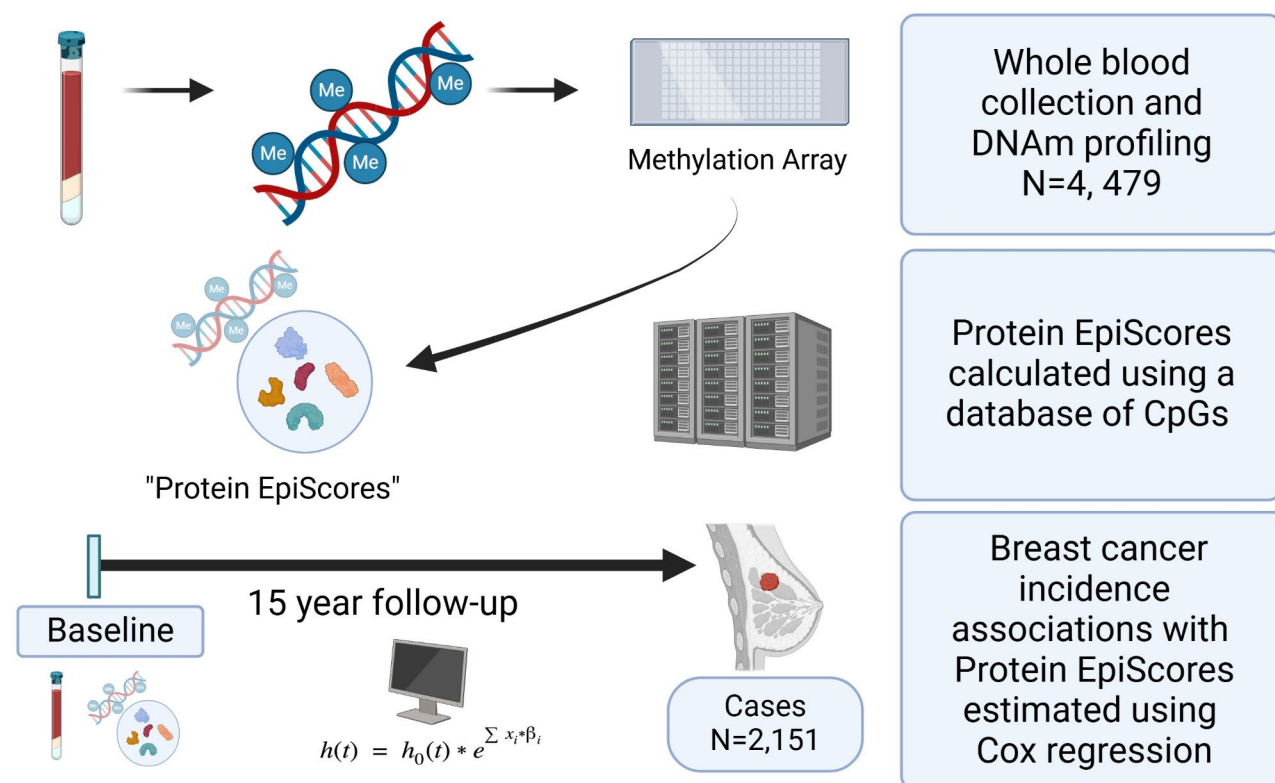 Me
Me
Me
Me
Methylation Array
Whole blood
collection and
DNAm profiling
N=4, 479
Me
Me
Me
Me
"Protein EpiScores"
Protein EpiScores
calculated using a
database of CpGs
15 year follow-up
Baseline
h(t) = h₀(t) * e^∑ xᵢ*βᵢ
Cases
N=2,151
Breast cancer
incidence
associations with
Protein EpiScores
estimated using
Cox regression